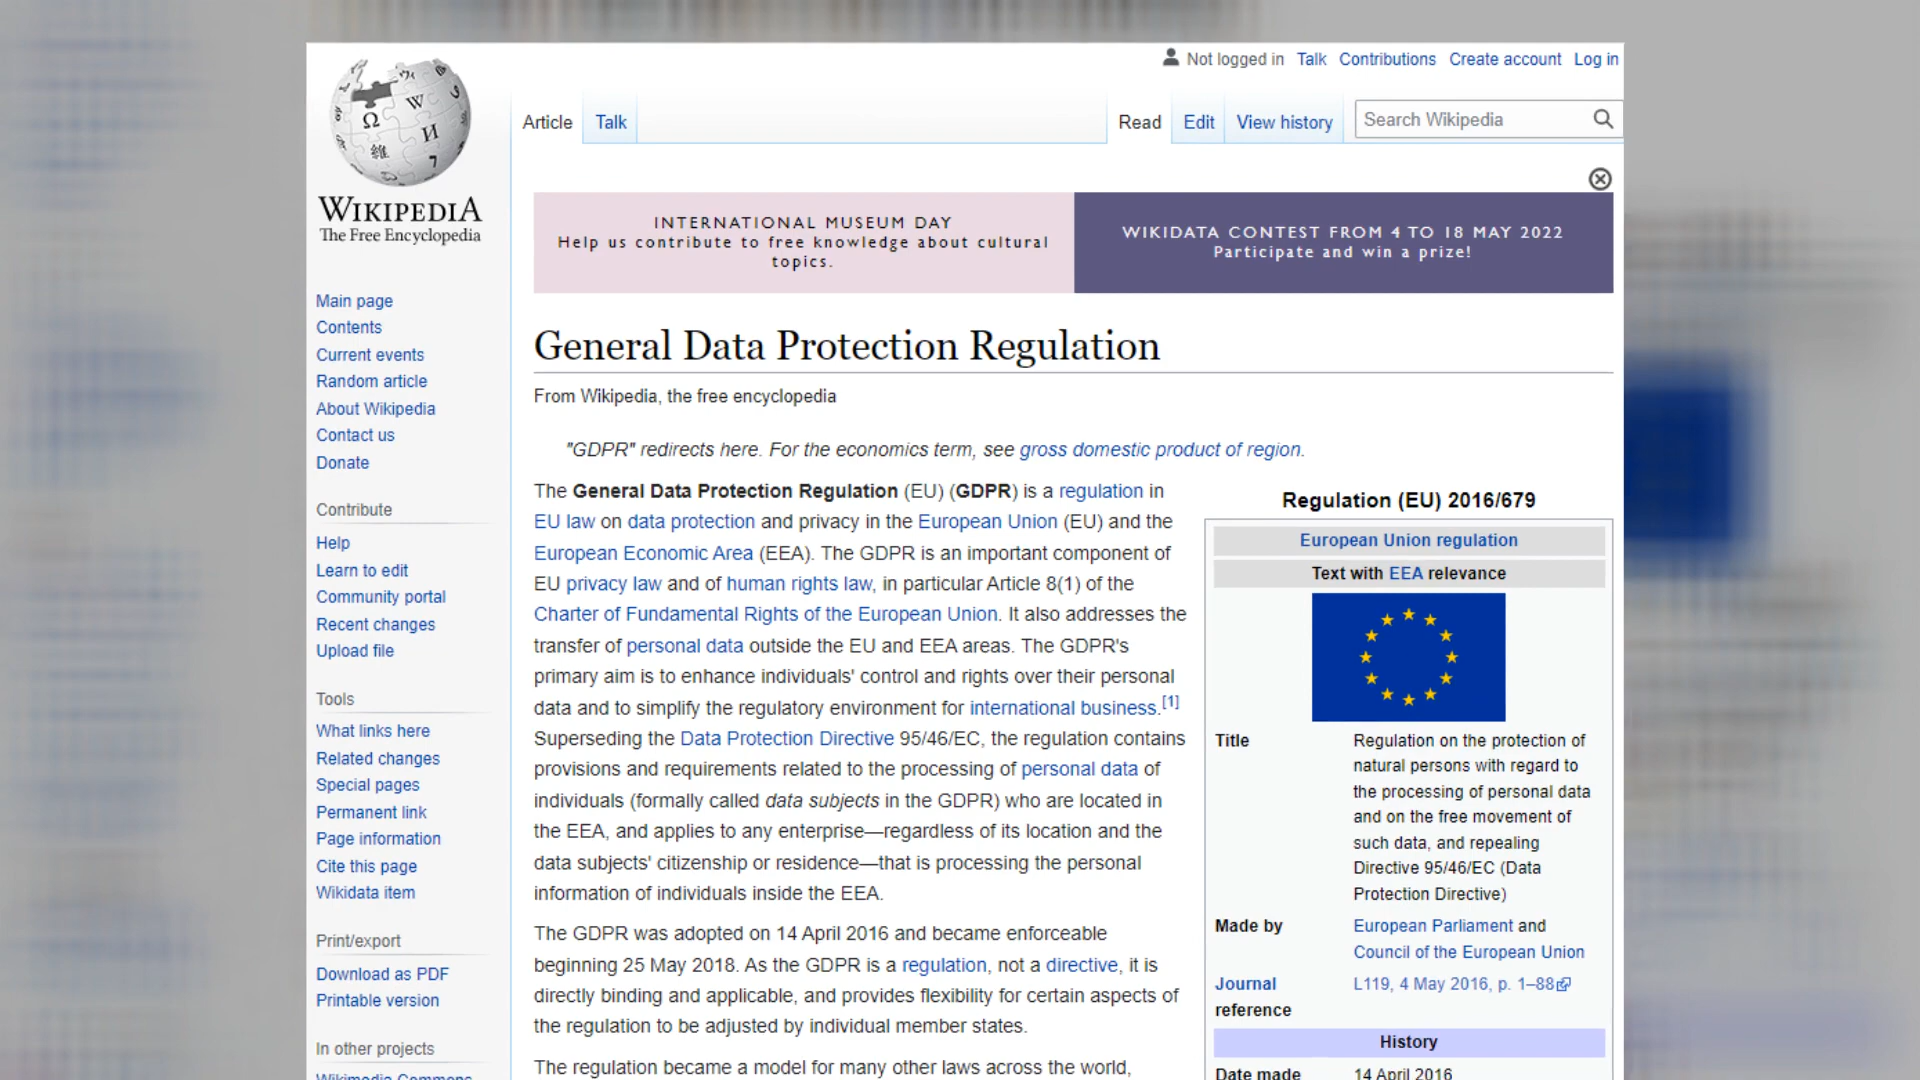 Not logged in Talk Contributions Create account Log in
Article Talk Read Edit View history Search Wikipedia
WIKIPEDIA
The Free Encyclopedia
INTERNATIONAL MUSEUM DAY
Help us contribute to free knowledge about cultural
topics.
WIKIDATA CONTEST FROM 4 TO 18 MAY 2022
Participate and win a prize!
Main page
Contents
Current events
Random article
About Wikipedia
Contact us
Donate
Contribute
Help
Learn to edit
Community portal
Recent changes
Upload file
Tools
What links here
Related changes
Special pages
Permanent link
Page information
Cite this page
Wikidata item
Print/export
Download as PDF
Printable version
In other projects
Wikimedia Commons
General Data Protection Regulation
From Wikipedia, the free encyclopedia
"GDPR" redirects here. For the economics term, see gross domestic product of region.
The General Data Protection Regulation (EU) (GDPR) is a regulation in
EU law on data protection and privacy in the European Union (EU) and the
European Economic Area (EEA). The GDPR is an important component of
EU privacy law and of human rights law, in particular Article 8(1) of the
Charter of Fundamental Rights of the European Union. It also addresses the
transfer of personal data outside the EU and EEA areas. The GDPR's
primary aim is to enhance individuals' control and rights over their personal
data and to simplify the regulatory environment for international business.[1]
Superseding the Data Protection Directive 95/46/EC, the regulation contains
provisions and requirements related to the processing of personal data of
individuals (formally called data subjects in the GDPR) who are located in
the EEA, and applies to any enterprise—regardless of its location and the
data subjects' citizenship or residence—that is processing the personal
information of individuals inside the EEA.
The GDPR was adopted on 14 April 2016 and became enforceable
beginning 25 May 2018. As the GDPR is a regulation, not a directive, it is
directly binding and applicable, and provides flexibility for certain aspects of
the regulation to be adjusted by individual member states.
The regulation became a model for many other laws across the world,
Regulation (EU) 2016/679
European Union regulation
Text with EEA relevance
Title Regulation on the protection of
natural persons with regard to
the processing of personal data
and on the free movement of
such data, and repealing
Directive 95/46/EC (Data
Protection Directive)
Made by European Parliament and
Council of the European Union
Journal L119, 4 May 2016, p. 1–88
reference
History
Date made 14 April 2016